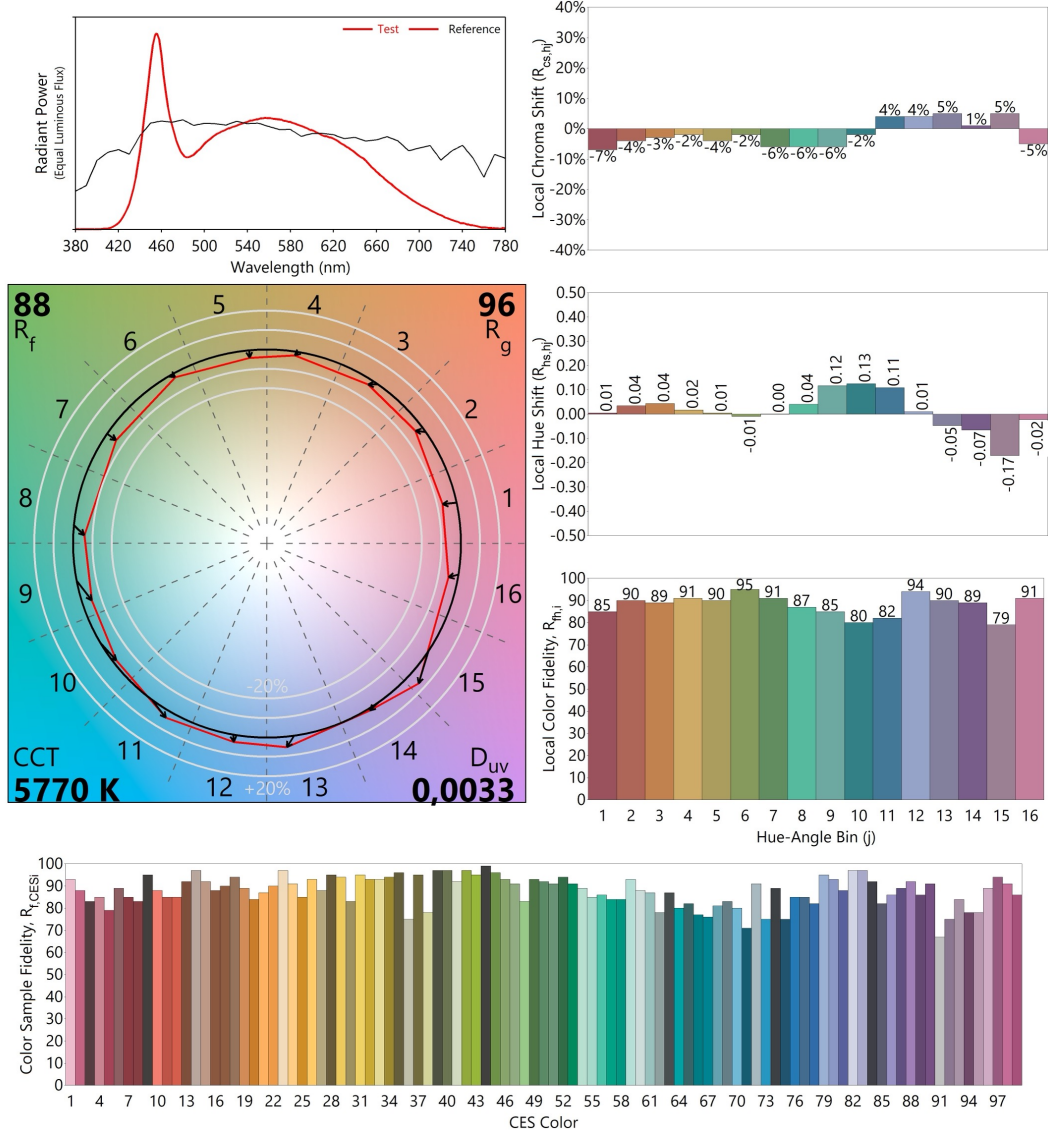 Radiant Power
(Equal Luminous Flux)
Test Reference
380 420 460 500 540 580 620 660 700 740 780
Wavelength (nm)
Local Chroma Shift (Rcs,hj)
40%
30%
20%
10%
0%
-10%
-20%
-30%
-40%
-7% -4% -3% -2% -4% -2% -6% -6% -6% -2% 4% 4% 5% 1% 5% -5%
88
Rf
96
Rg
5 4
6 3
7 2
8 1
9 16
10 15
11 14
12 13
-20%
+20%
CCT
5770 K
Duv
0,0033
Local Hue Shift (Rhs,hj)
0.50
0.40
0.30
0.20
0.10
0.00
-0.10
-0.20
-0.30
-0.40
-0.50
0.01 0.04 0.04 0.02 0.01 -0.01 0.00 0.04 0.12 0.13 0.11 0.01 -0.05 -0.07 -0.17 -0.02
Local Color Fidelity, Rfh,i
100
90
80
70
60
50
40
30
20
10
0
85 90 89 91 90 95 91 87 85 80 82 94 90 89 79 91
1 2 3 4 5 6 7 8 9 10 11 12 13 14 15 16
Hue-Angle Bin (j)
Color Sample Fidelity, Rf,CESi
100
90
80
70
60
50
40
30
20
10
0
1 4 7 10 13 16 19 22 25 28 31 34 37 40 43 46 49 52 55 58 61 64 67 70 73 76 79 82 85 88 91 94 97
CES Color